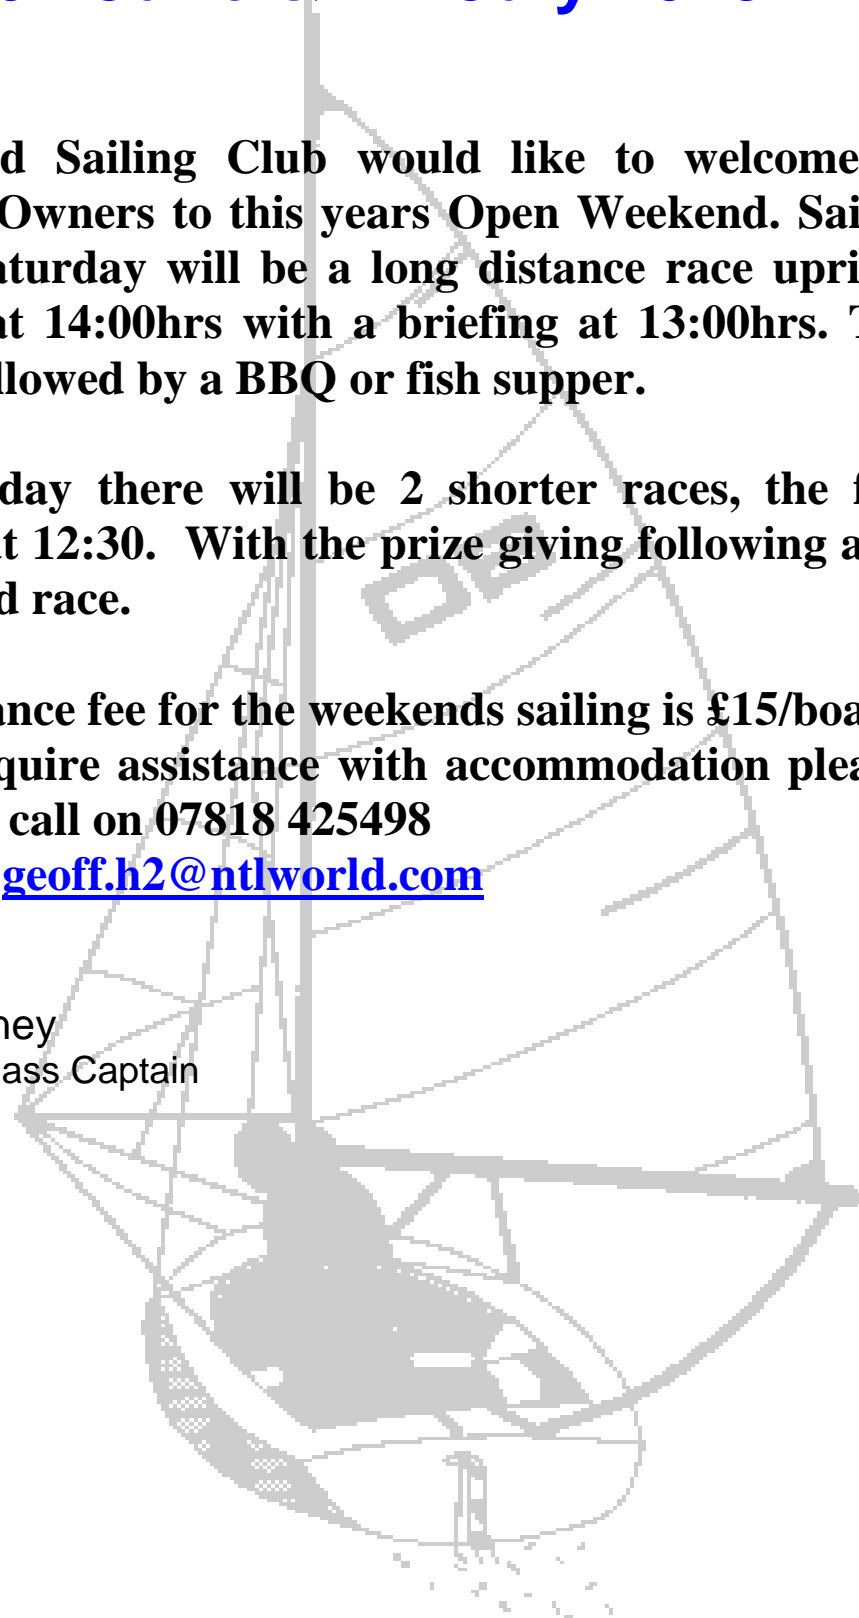 d Sailing Club would like to welcome
Owners to this years Open Weekend. Sai
aturday will be a long distance race upri
at 14:00hrs with a briefing at 13:00hrs. T
llowed by a BBQ or fish supper.
day there will be 2 shorter races, the f
at 12:30. With the prize giving following a
d race.
ance fee for the weekends sailing is £15/boa
quire assistance with accommodation plea
call on 07818 425498
geoff.h2@ntlworld.com
ney
ass Captain